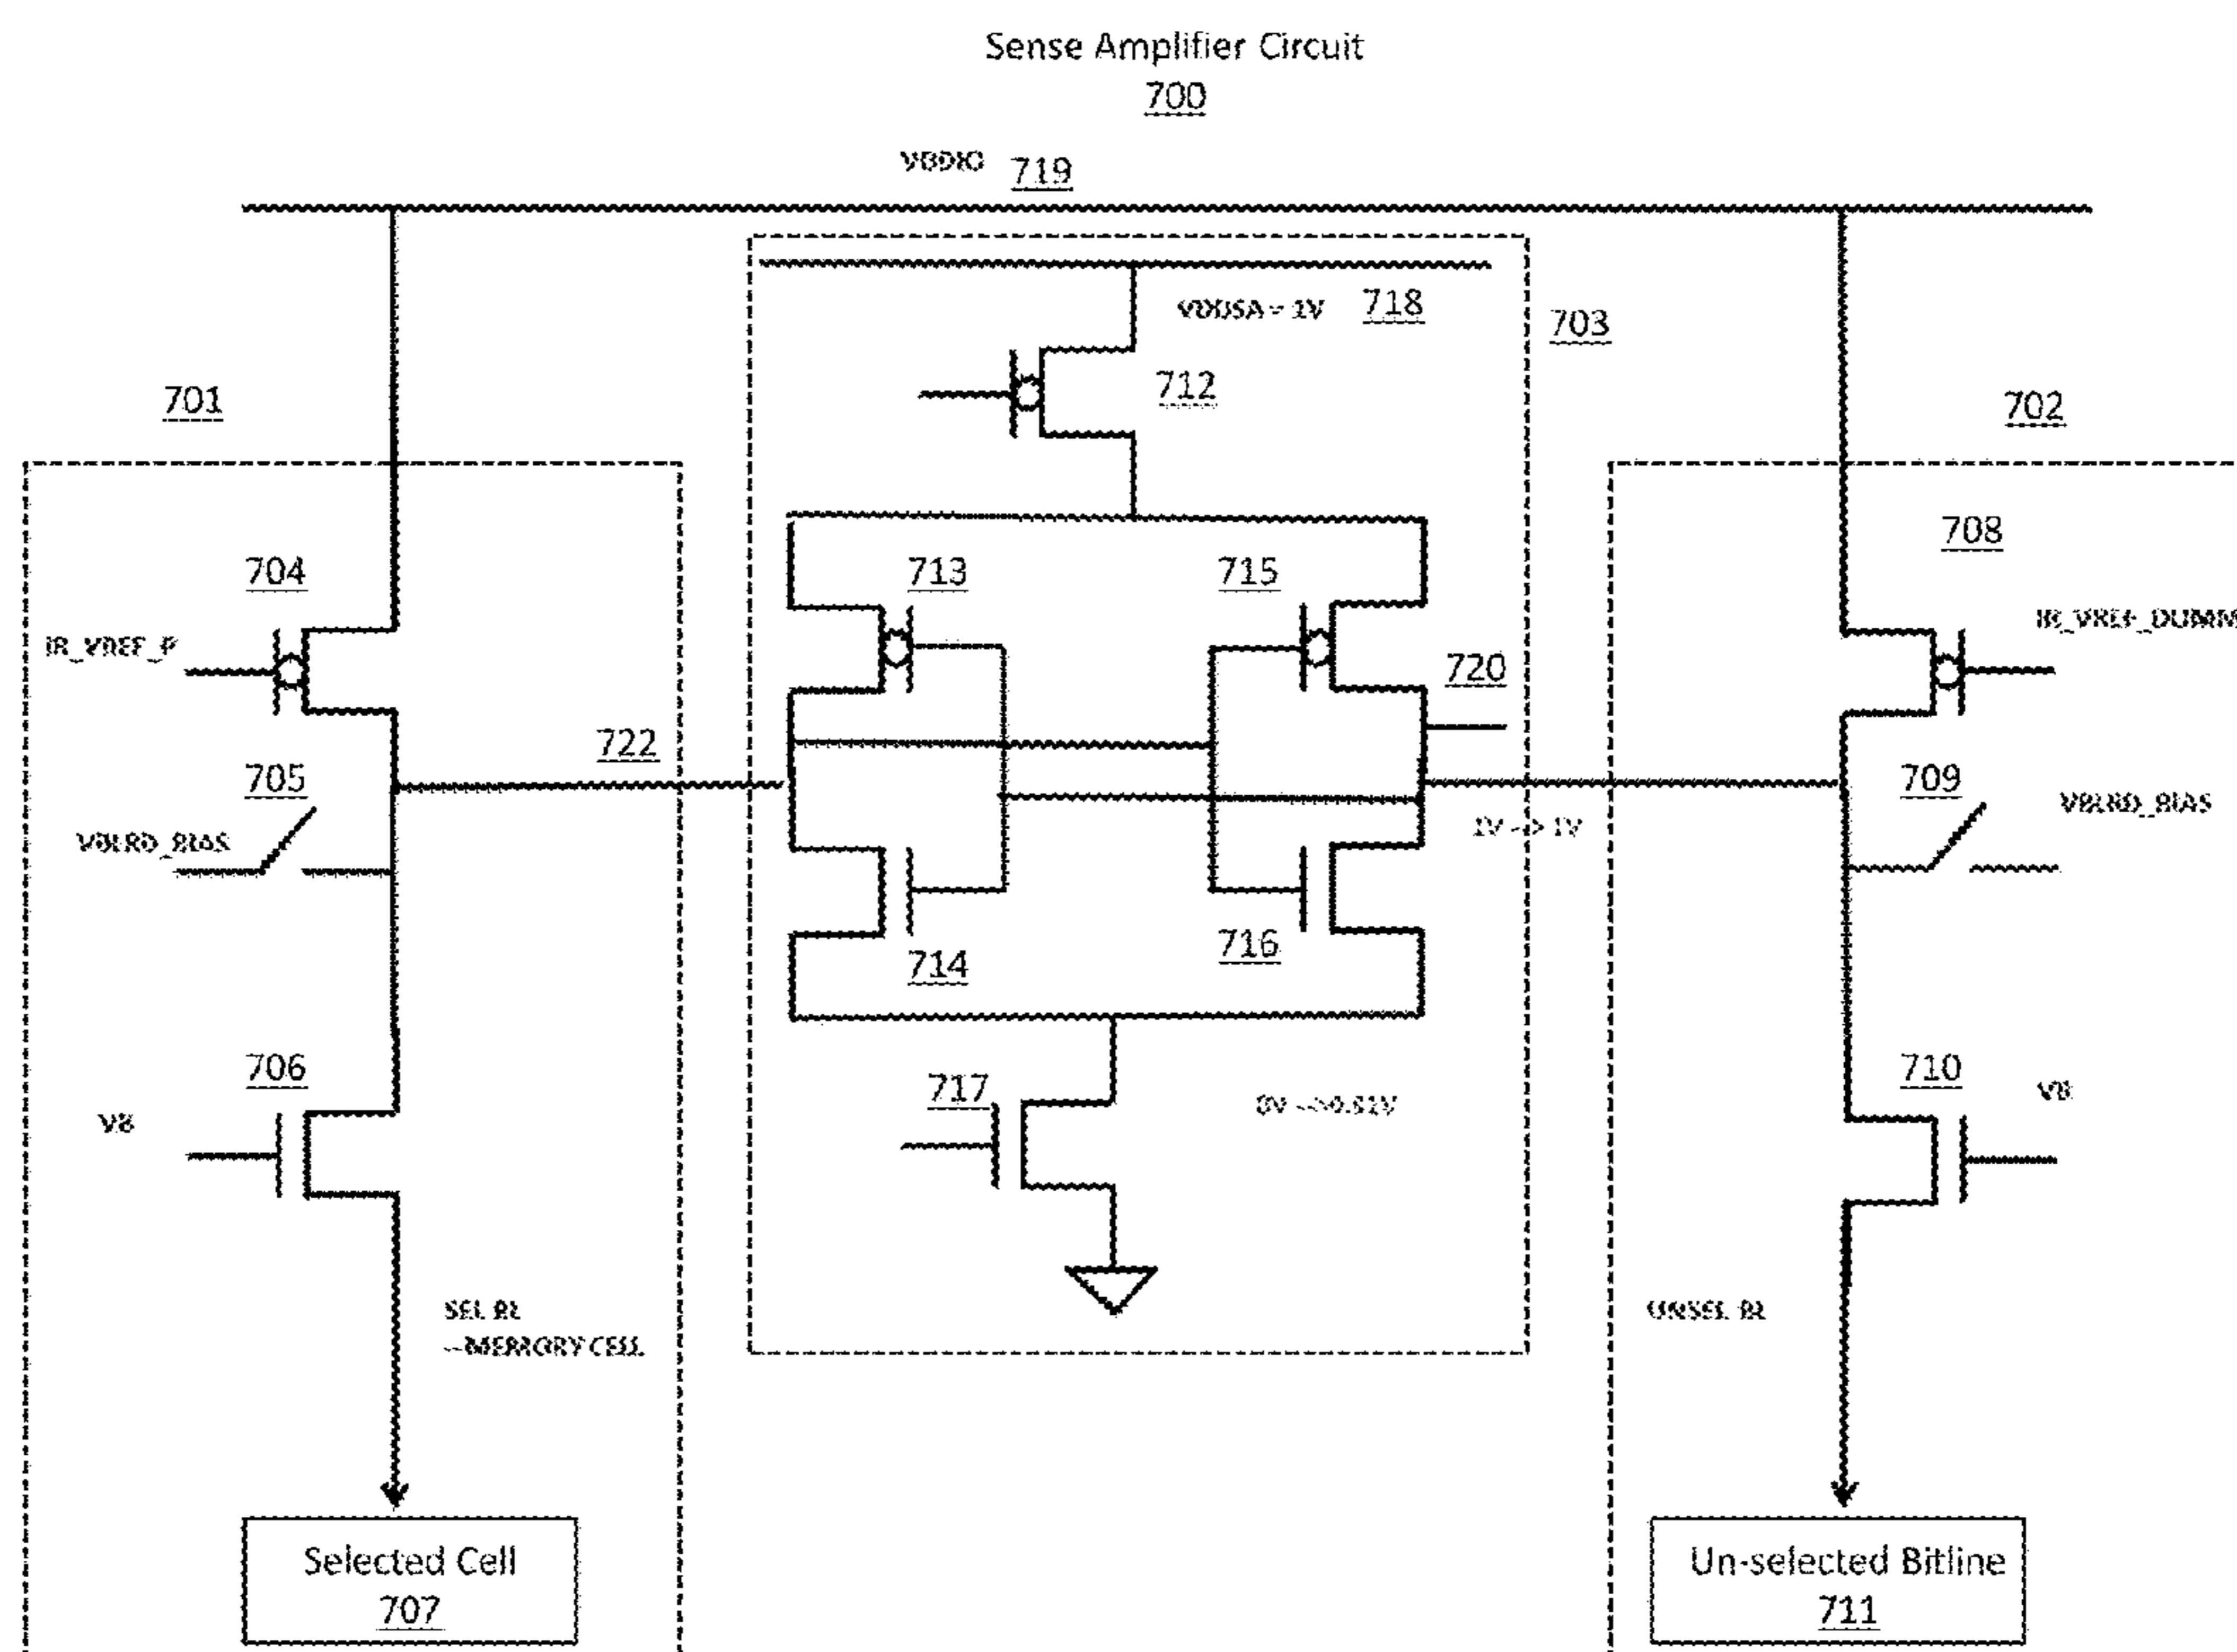 Sense Amplifier Circuit
700
VDDIO 719
VDDSA = 1V 718
703
712
701
702
708
704
713
715
IR_VREF_P
IR_VREF_DUMM
720
722
705
709
VBLRD_BIAS
VBLRD_BIAS
1V --> 1V
714
716
706
717
710
VB
VB
0V -->0.61V
SEL BL
--MEMORY CELL
UNSEL BL
Selected Cell
707
Un-selected Bitline
711